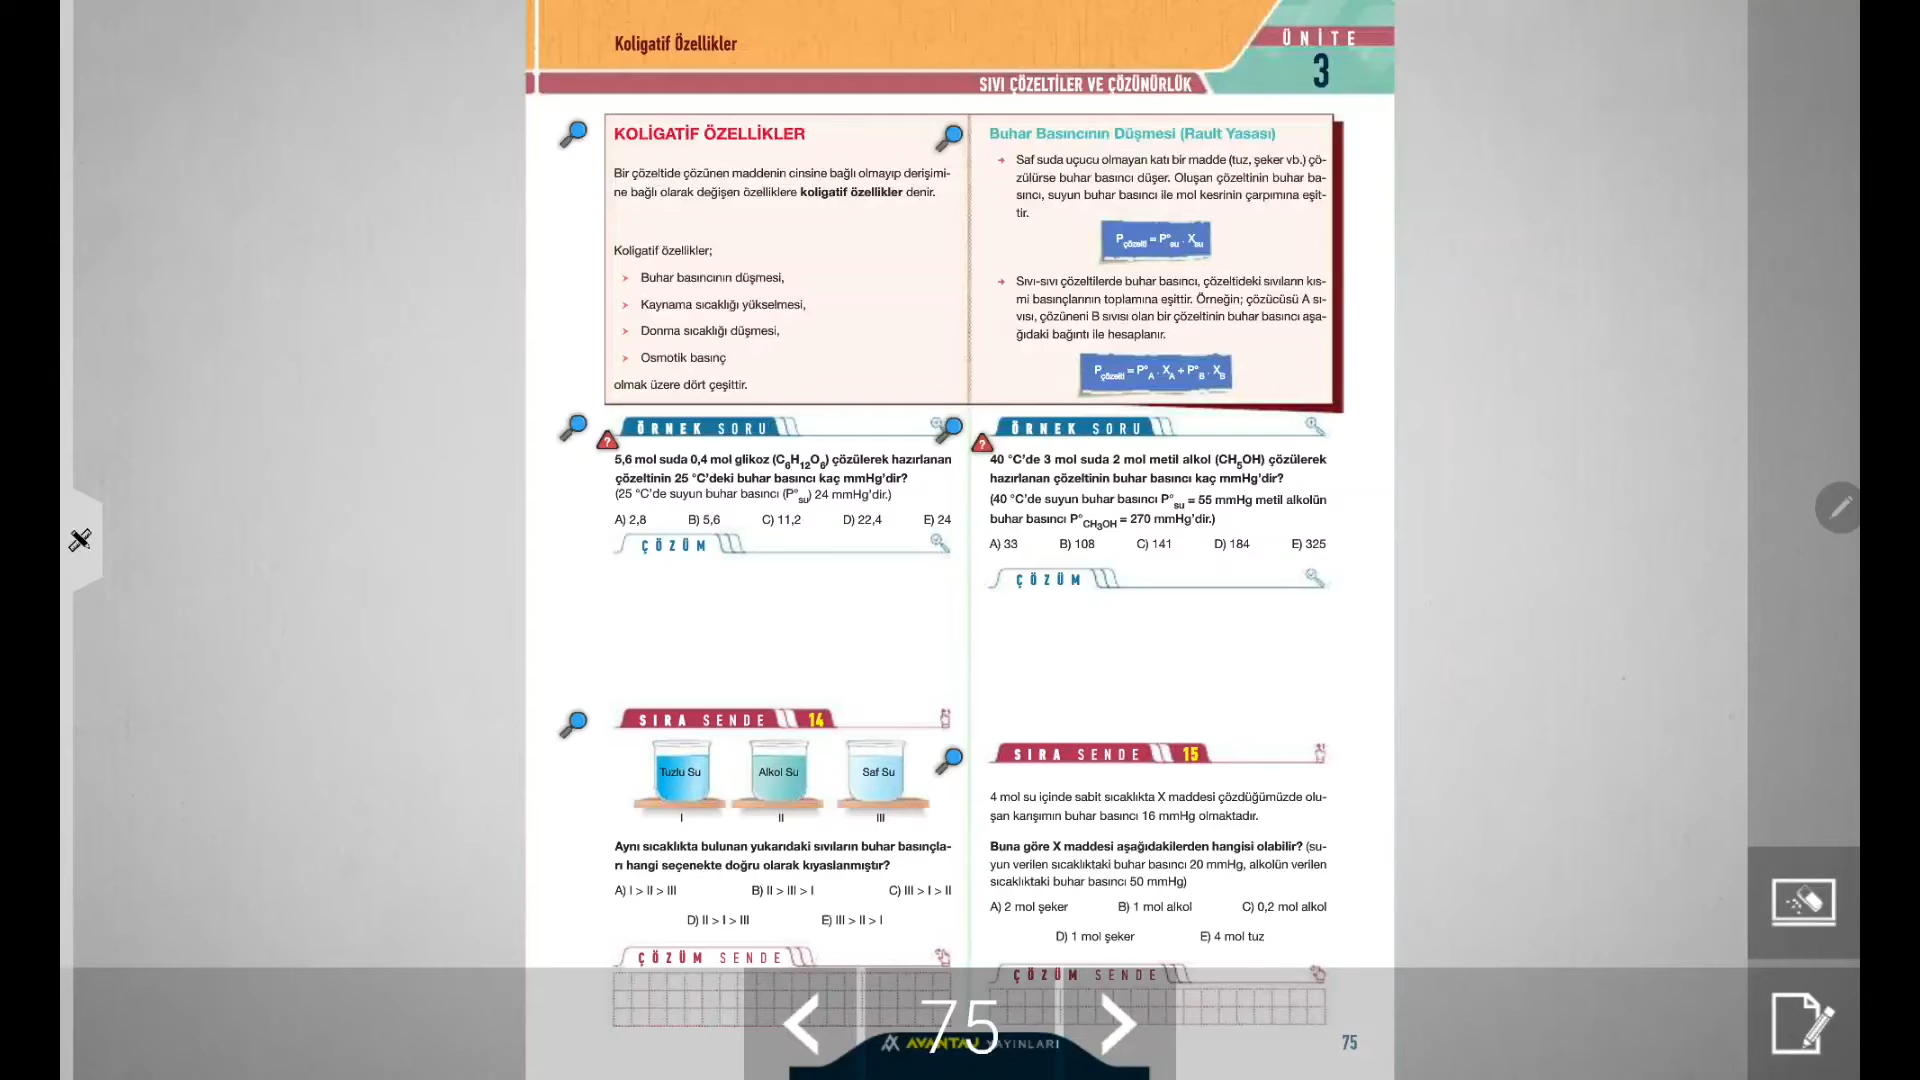 Koligatif Özellikler
ÜNİTE
3
SIVI ÇÖZELTİLER VE ÇÖZÜNÜRLÜK
KOLİGATİF ÖZELLİKLER
Bir çözeltide çözünen maddenin cinsine bağlı olmayıp derişimi-
ne bağlı olarak değişen özelliklere koligatif özellikler denir.
Koligatif özellikler;
Buhar basıncının düşmesi,
Kaynama sıcaklığı yükselmesi,
Donma sıcaklığı düşmesi,
Osmotik basınç
olmak üzere dört çeşittir.
Buhar Basıncının Düşmesi (Rault Yasası)
Saf suda uçucu olmayan katı bir madde (tuz, şeker vb.) çö-
zülürse buhar basıncı düşer. Oluşan çözeltinin buhar ba-
sıncı, suyun buhar basıncı ile mol kesrinin çarpımına eşit-
tir.
P çözelti = P° su . X su
Sıvı-sıvı çözeltilerde buhar basıncı, çözeltideki sıvıların kıs-
mi basınçlarının toplamına eşittir. Örneğin; çözücüsü A sı-
vısı, çözüneni B sıvısı olan bir çözeltinin buhar basıncı aşa-
ğıdaki bağıntı ile hesaplanır.
P çözelti = P° A . X A + P° B . X B
ÖRNEK SORU
5,6 mol suda 0,4 mol glikoz (C6H12O6) çözülerek hazırlanan
çözeltinin 25 °C'deki buhar basıncı kaç mmHg'dir?
(25 °C'de suyun buhar basıncı (P° su) 24 mmHg'dir.)
A) 2,8 B) 5,6 C) 11,2 D) 22,4 E) 24
ÇÖZÜM
ÖRNEK SORU
40 °C'de 3 mol suda 2 mol metil alkol (CH5OH) çözülerek
hazırlanan çözeltinin buhar basıncı kaç mmHg'dir?
(40 °C'de suyun buhar basıncı P° su = 55 mmHg metil alkolün
buhar basıncı P° CH3OH = 270 mmHg'dir.)
A) 33 B) 108 C) 141 D) 184 E) 325
ÇÖZÜM
SIRA SENDE 14
Tuzlu Su Alkol Su Saf Su
I II III
Aynı sıcaklıkta bulunan yukarıdaki sıvıların buhar basınçla-
rı hangi seçenekte doğru olarak kıyaslanmıştır?
A) I > II > III B) II > III > I C) III > I > II
D) II > I > III E) III > II > I
ÇÖZÜM SENDE
SIRA SENDE 15
4 mol su içinde sabit sıcaklıkta X maddesi çözdüğümüzde olu-
şan karışımın buhar basıncı 16 mmHg olmaktadır.
Buna göre X maddesi aşağıdakilerden hangisi olabilir? (su-
yun verilen sıcaklıktaki buhar basıncı 20 mmHg, alkolün verilen
sıcaklıktaki buhar basıncı 50 mmHg)
A) 2 mol şeker B) 1 mol alkol C) 0,2 mol alkol
D) 1 mol şeker E) 4 mol tuz
ÇÖZÜM SENDE
75
AVANTAJ YAYINLARI
75